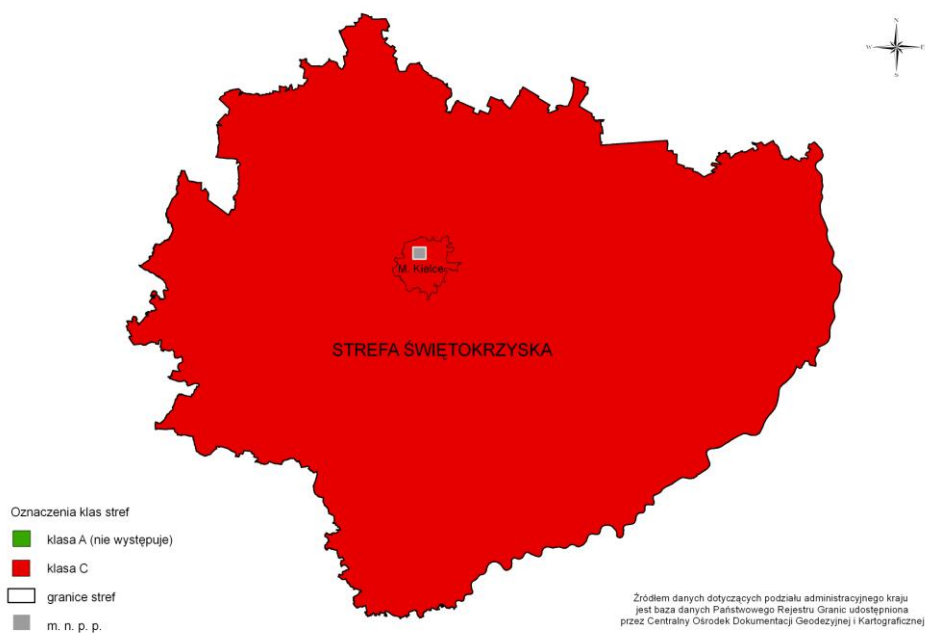 N
W E
S
M. Kielce
STREFA ŚWIĘTOKRZYSKA
Oznaczenia klas stref
klasa A (nie występuje)
klasa C
granice stref
m. n. p. p.
Źródłem danych dotyczących podziału administracyjnego kraju
jest baza danych Państwowego Rejestru Granic udostępniona
przez Centralny Ośrodek Dokumentacji Geodezyjnej i Kartograficznej